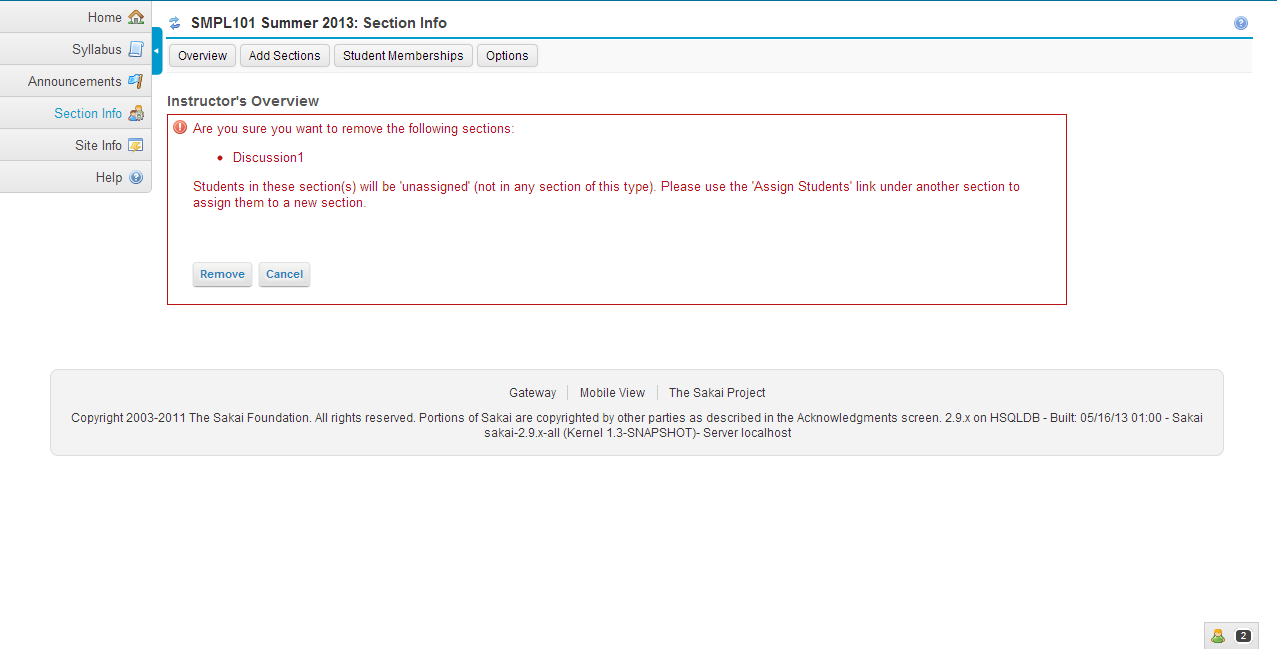 Home
Syllabus
Announcements
Section Info
Site Info
Help
SMPL101 Summer 2013: Section Info
Overview Add Sections Student Memberships Options
Instructor's Overview
Are you sure you want to remove the following sections:
• Discussion1
Students in these section(s) will be 'unassigned' (not in any section of this type). Please use the 'Assign Students' link under another section to
assign them to a new section.
Remove Cancel
Gateway Mobile View The Sakai Project
Copyright 2003-2011 The Sakai Foundation. All rights reserved. Portions of Sakai are copyrighted by other parties as described in the Acknowledgments screen. 2.9.x on HSQLDB - Built: 05/16/13 01:00 - Sakai
sakai-2.9.x-all (Kernel 1.3-SNAPSHOT)- Server localhost
2